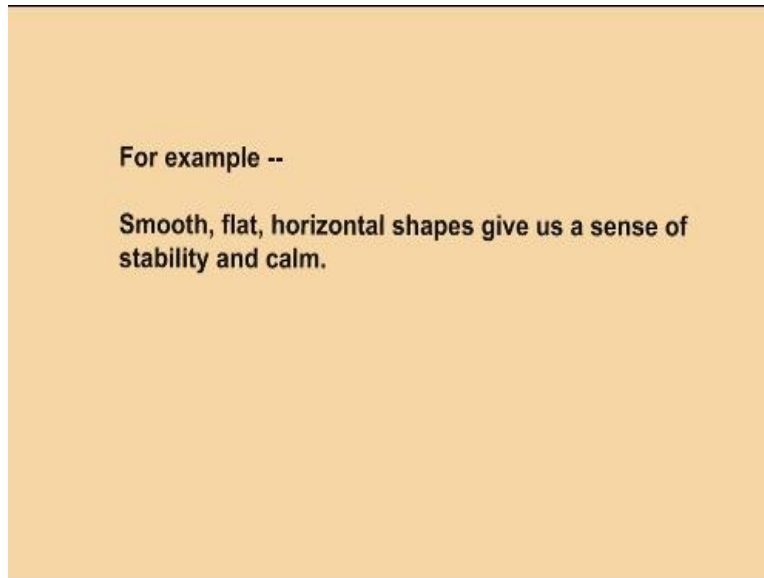 For example --
Smooth, flat, horizontal shapes give us a sense of
stability and calm.